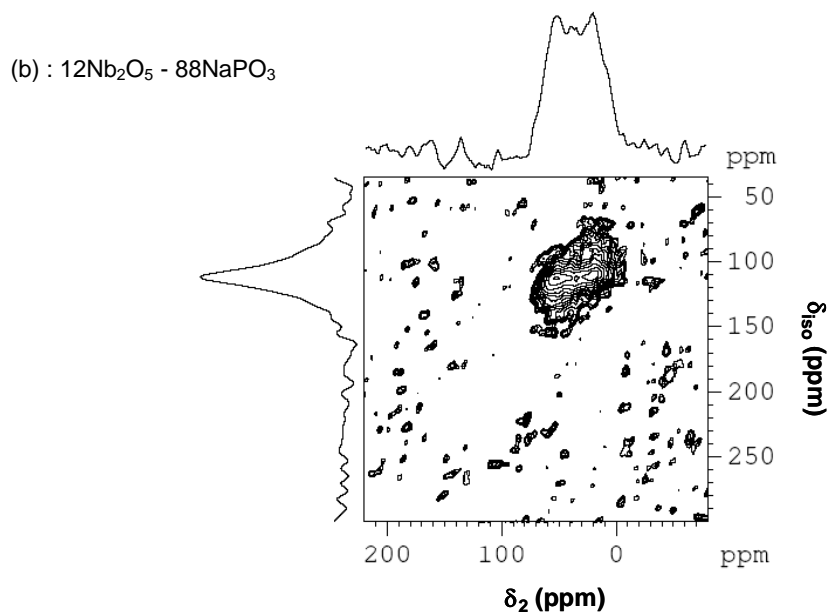 (b) : 12Nb₂O₅ - 88NaPO₃
ppm
50
100
150
200
250
δiso (ppm)
200 100 0 ppm
δ₂ (ppm)